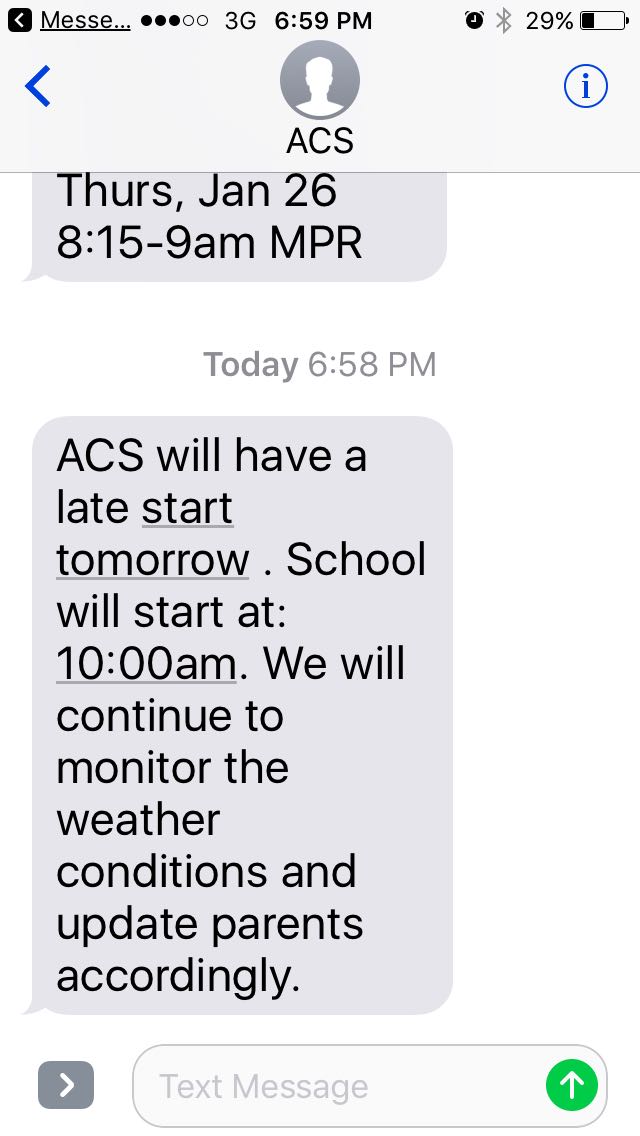 Messe... 3G 6:59 PM 29%
ACS
Thurs, Jan 26
8:15-9am MPR
Today 6:58 PM
ACS will have a
late start
tomorrow . School
will start at:
10:00am. We will
continue to
monitor the
weather
conditions and
update parents
accordingly.
Text Message